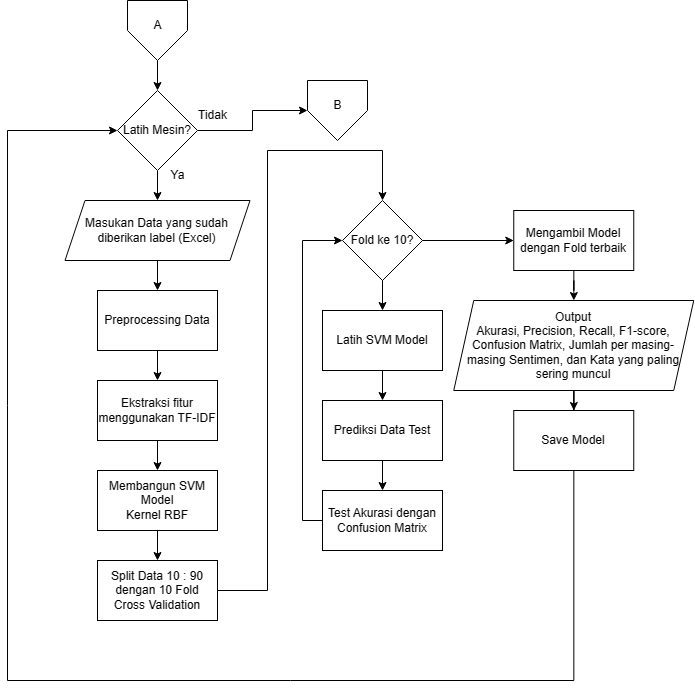 A
Latih Mesin?
Tidak
B
Ya
Masukan Data yang sudah
diberikan label (Excel)
Preprocessing Data
Ekstraksi fitur
menggunakan TF-IDF
Membangun SVM
Model
Kernel RBF
Split Data 10 : 90
dengan 10 Fold
Cross Validation
Fold ke 10?
Latih SVM Model
Prediksi Data Test
Test Akurasi dengan
Confusion Matrix
Mengambil Model
dengan Fold terbaik
Output
Akurasi, Precision, Recall, F1-score,
Confusion Matrix, Jumlah per masing-
masing Sentimen, dan Kata yang paling
sering muncul
Save Model